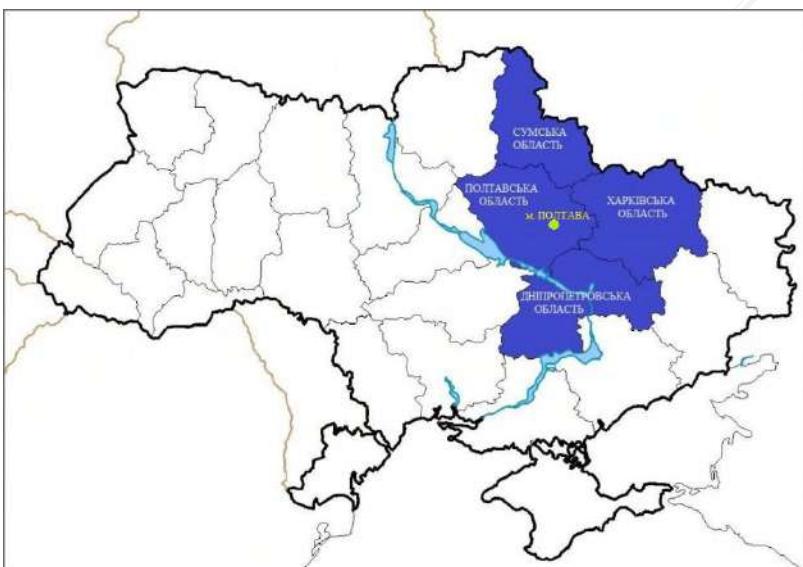 СУМСЬКА
ОБЛАСТЬ
ПОЛТАВСЬКА
ОБЛАСТЬ
м. ПОЛТАВА
ХАРКІВСЬКА
ОБЛАСТЬ
ДНІПРОПЕТРОВСЬКА
ОБЛАСТЬ